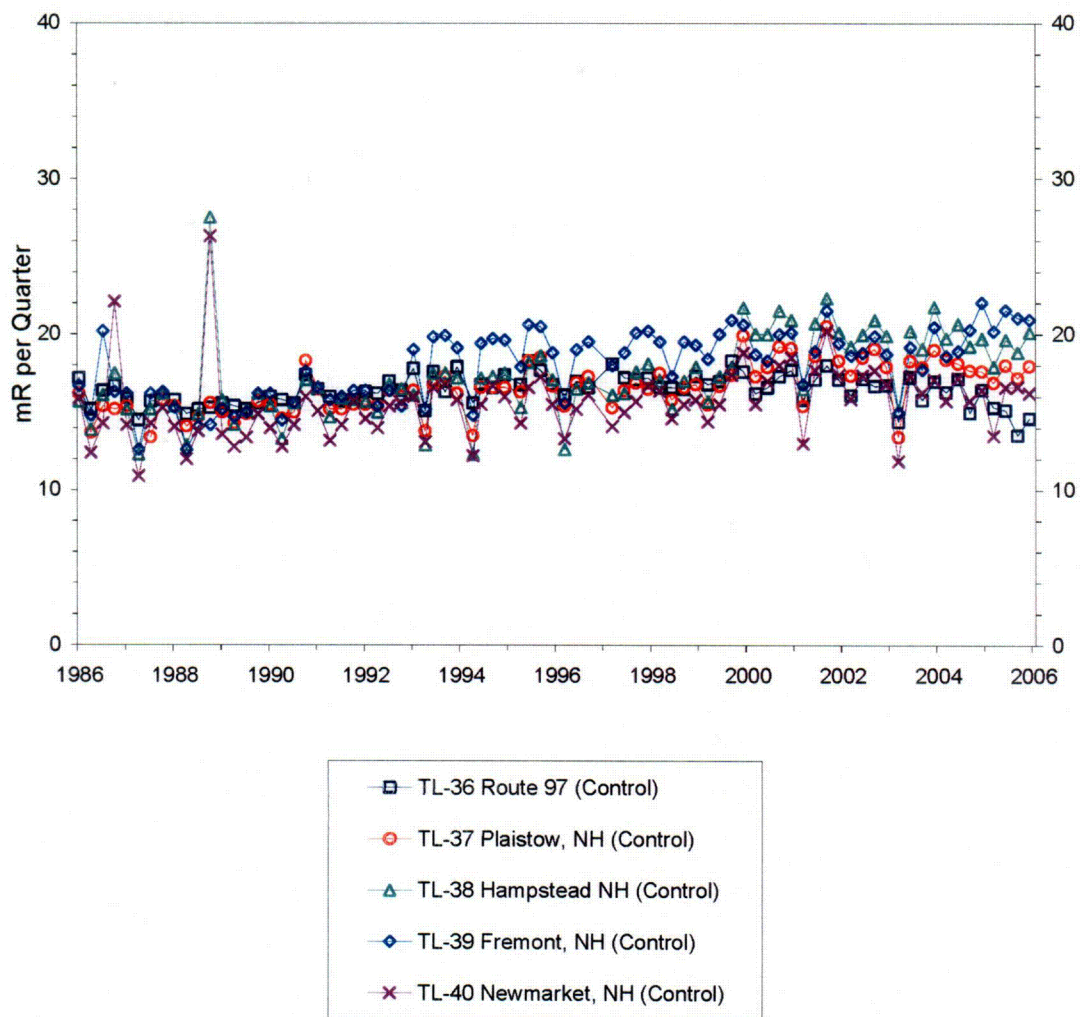 40
30
20
10
0
mR per Quarter
40
30
20
10
0
1986 1988 1990 1992 1994 1996 1998 2000 2002 2004 2006
TL-36 Route 97 (Control)
TL-37 Plaistow, NH (Control)
TL-38 Hampstead NH (Control)
TL-39 Fremont, NH (Control)
TL-40 Newmarket, NH (Control)